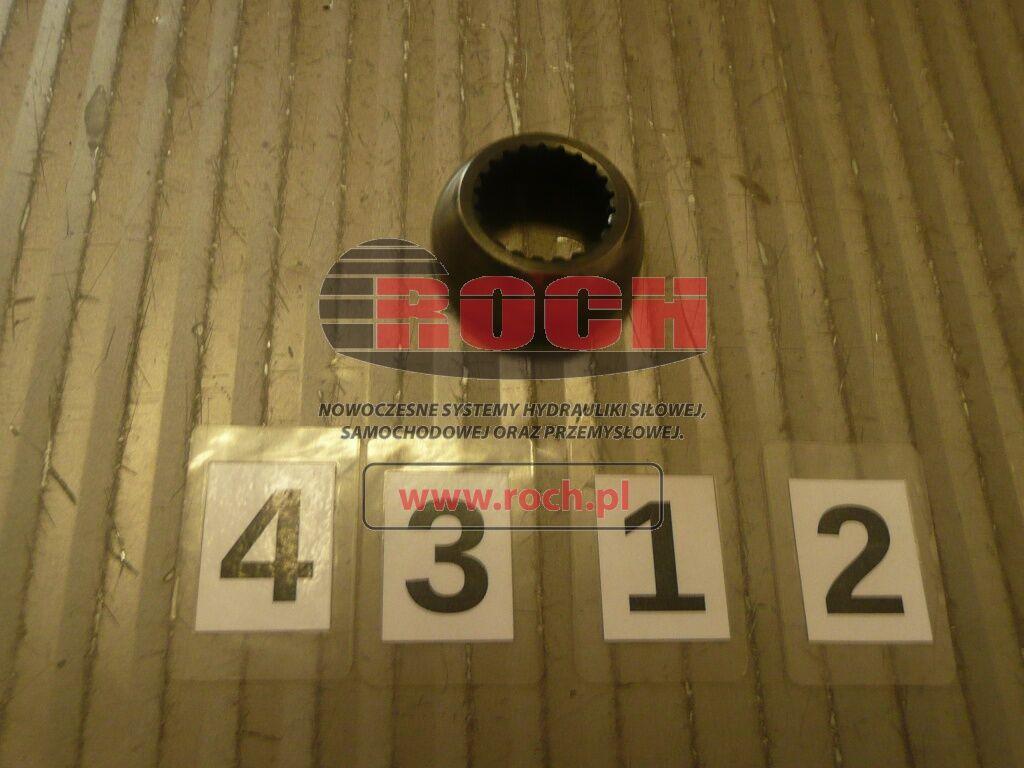 ROCH
NOWOCZESNE SYSTEMY HYDRAULIKI SIŁOWEJ,
SAMOCHODOWEJ ORAZ PRZEMYSŁOWEJ.
www.roch.pl
4 3 1 2